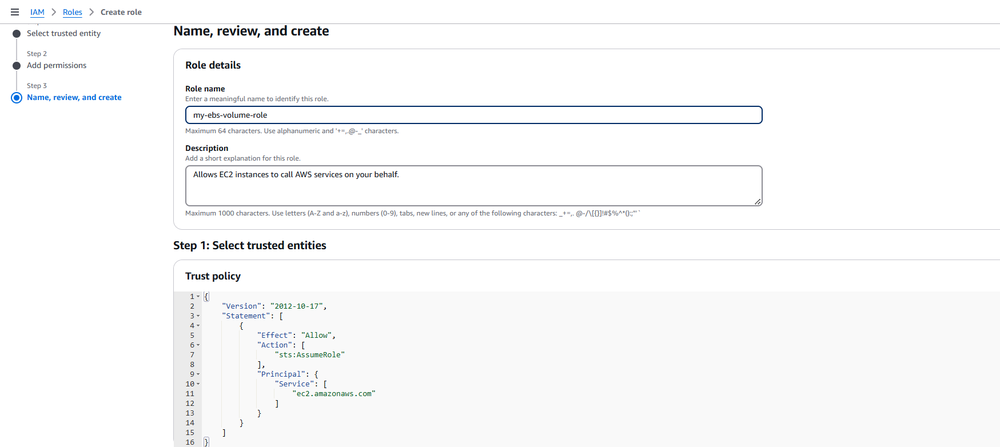 IAM > Roles > Create role
Select trusted entity
Step 2
Add permissions
Step 3
Name, review, and create
Name, review, and create
Role details
Role name
Enter a meaningful name to identify this role.
my-ebs-volume-role
Maximum 64 characters. Use alphanumeric and '+=,.@-_' characters.
Description
Add a short explanation for this role.
Allows EC2 instances to call AWS services on your behalf.
Maximum 1000 characters. Use letters (A-Z and a-z), numbers (0-9), tabs, new lines, or any of the following characters: _+=,. @-/\[{}]!#$%^*();:;"'`
Step 1: Select trusted entities
Trust policy
1 {
2     "Version": "2012-10-17",
3     "Statement": [
4         {
5             "Effect": "Allow",
6             "Action": [
7                 "sts:AssumeRole"
8             ],
9             "Principal": {
10                 "Service": [
11                     "ec2.amazonaws.com"
12                 ]
13             }
14         }
15     ]
16 }